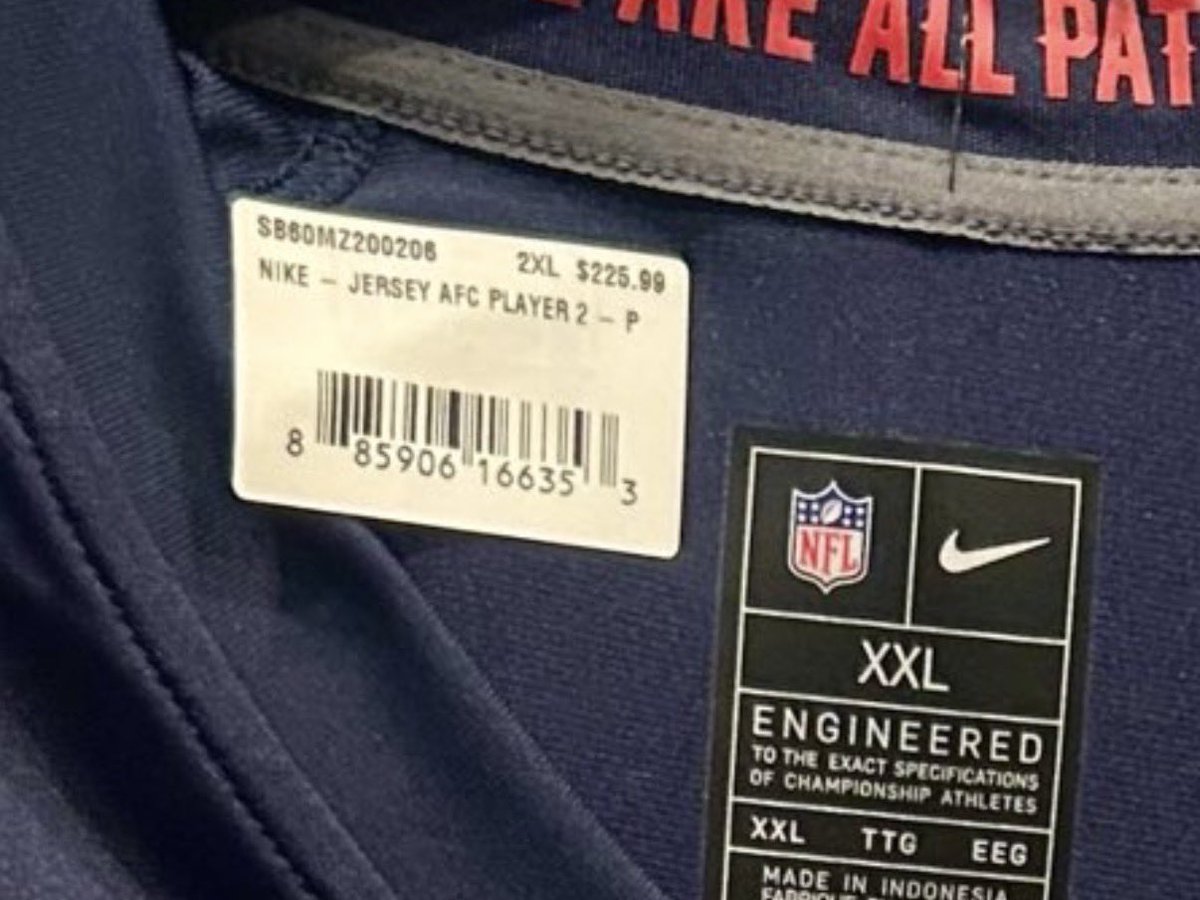 ARE ALL PAT
SB60MZ200206 2XL $225.99
NIKE – JERSEY AFC PLAYER 2 – P
8 85906 16635 3
NFL
XXL
ENGINEERED
TO THE EXACT SPECIFICATIONS
OF CHAMPIONSHIP ATHLETES
XXL TTG EEG
MADE IN INDONESIA